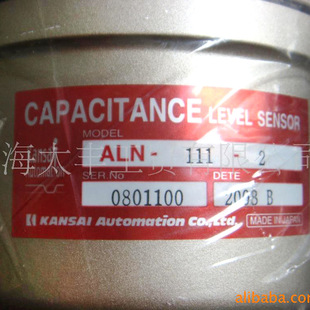 CAPACITANCE LEVEL SENSOR
MODEL
ALN - 111 - 2
SER.No DETE
0801100 2008 B
KANSAI Automation Co., Ltd.
MADE IN JAPAN
alibaba.com.cn